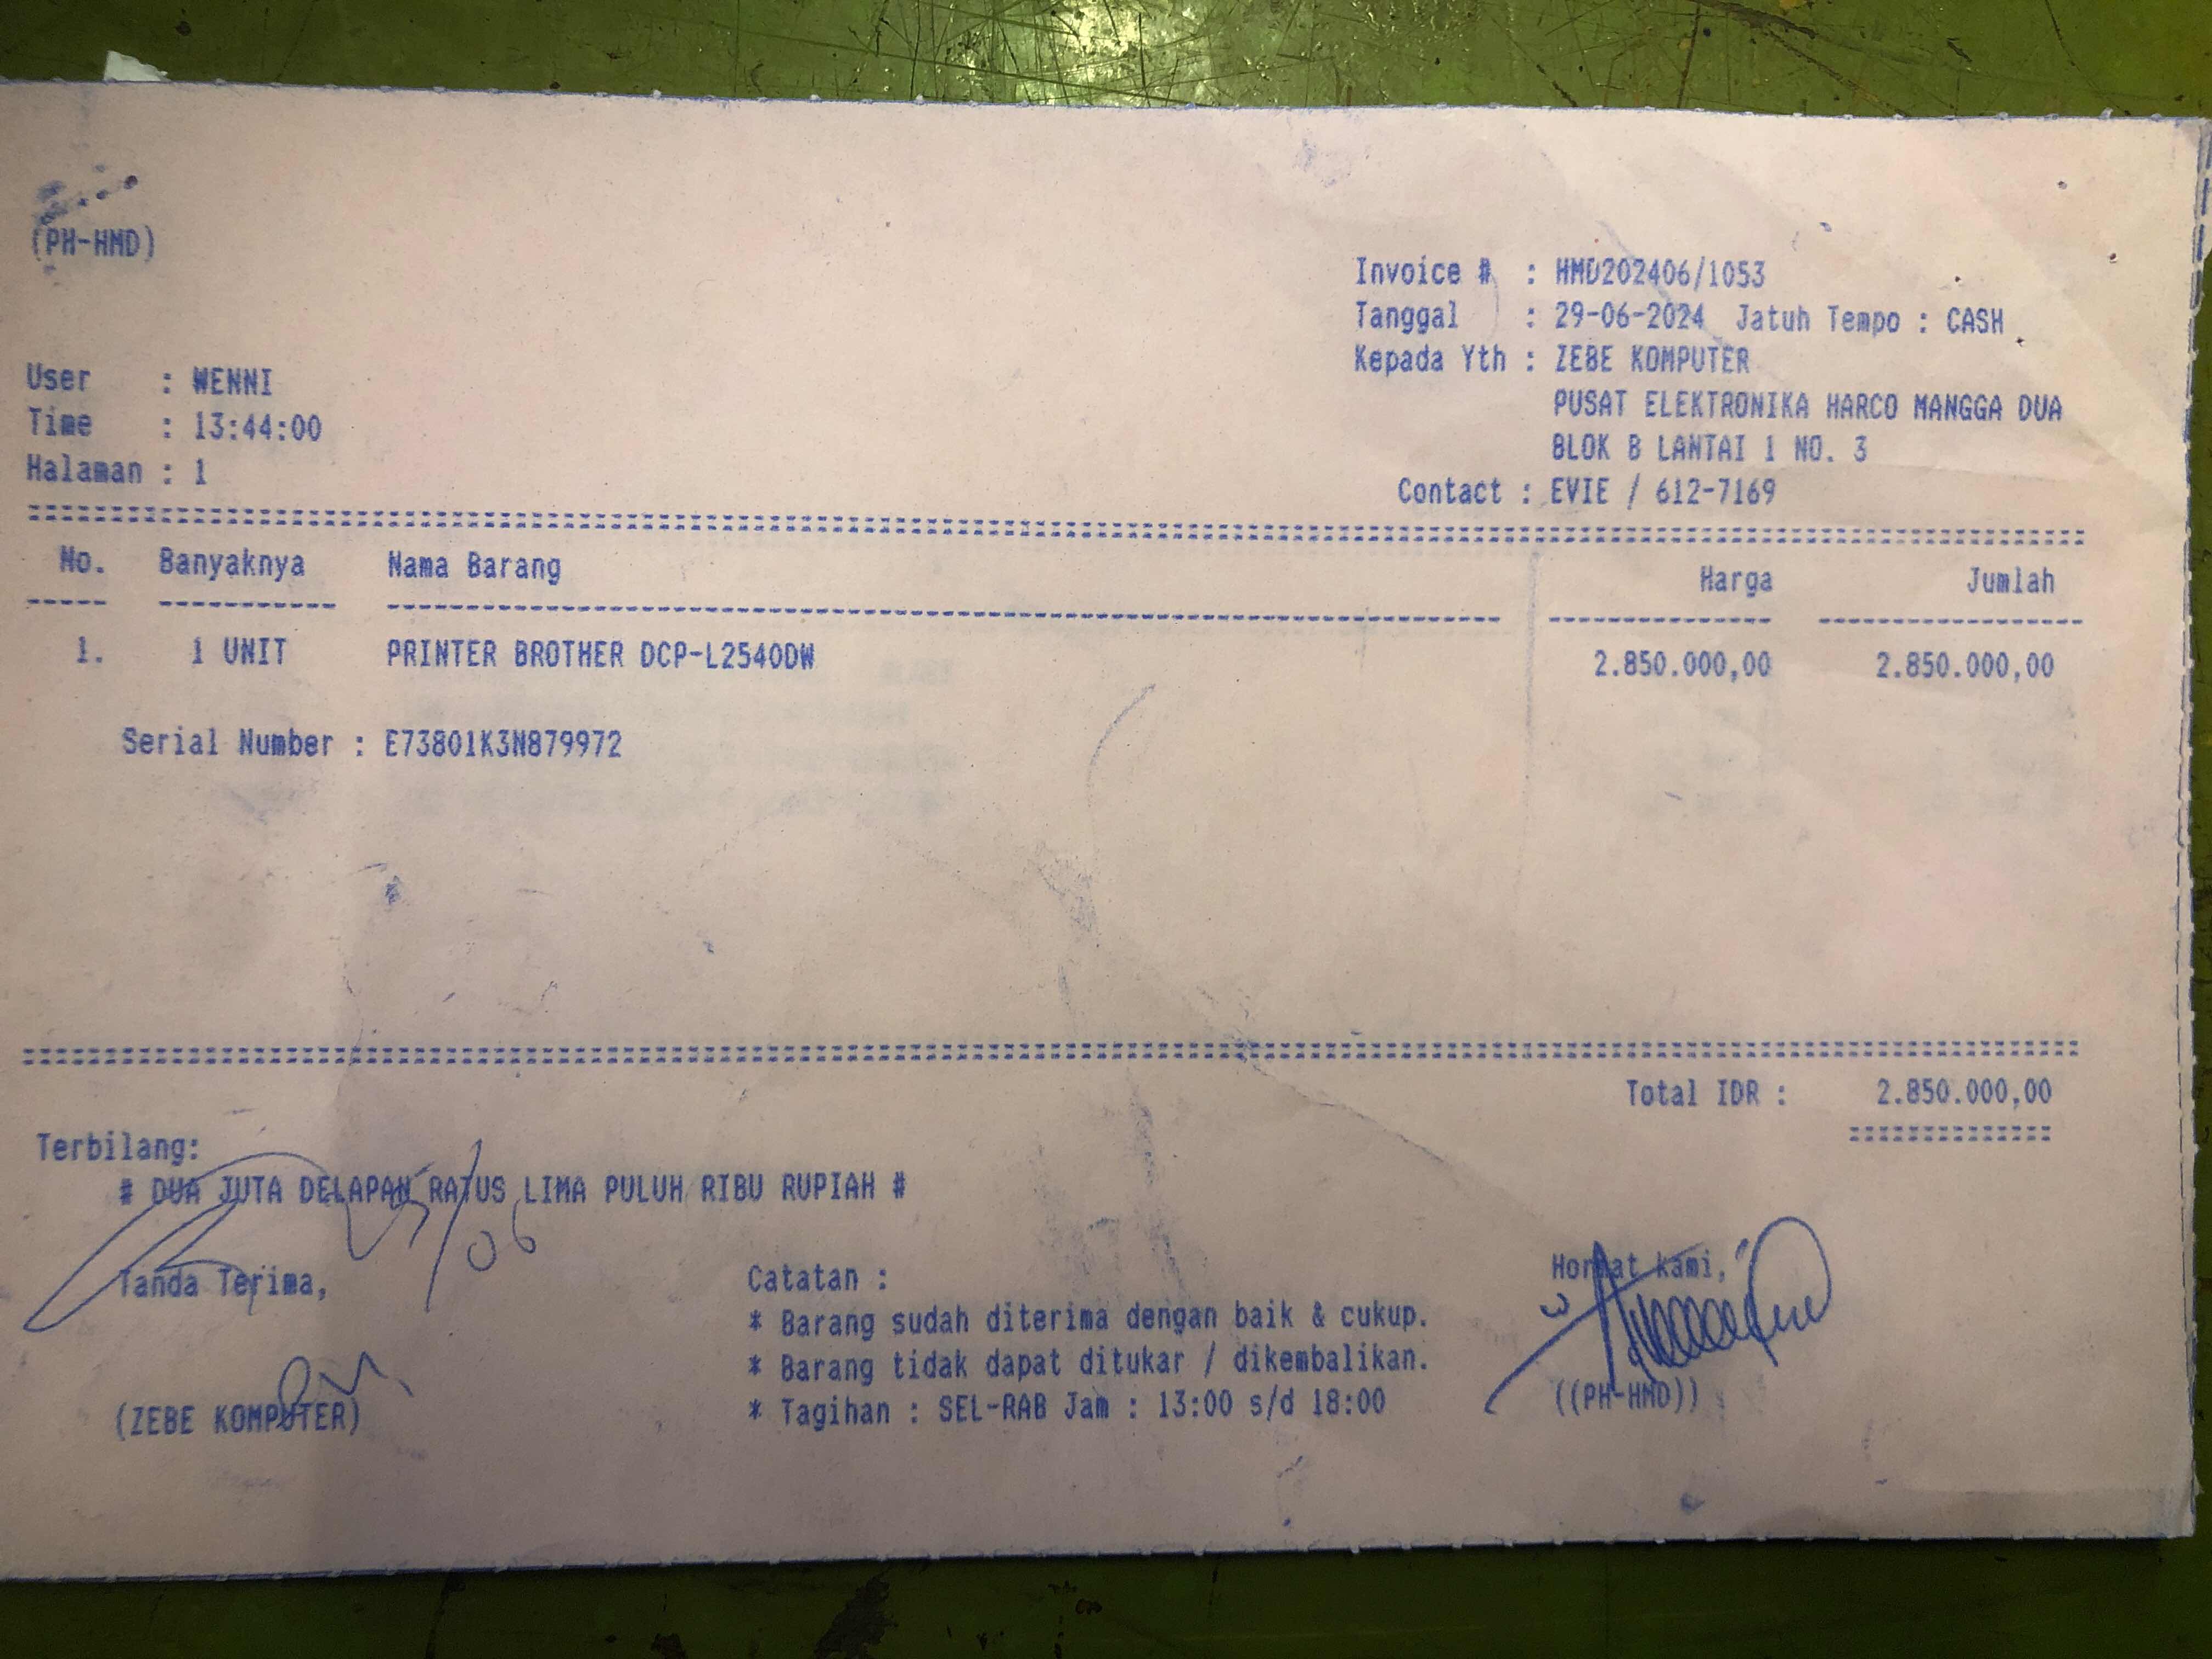 (PH-HMD)
Invoice # : HMD202406/1053
Tanggal : 29-06-2024 Jatuh Tempo : CASH
Kepada Yth : ZEBE KOMPUTER
PUSAT ELEKTRONIKA HARCO MANGGA DUA
BLOK B LANTAI 1 NO. 3
Contact : EVIE / 612-7169
User : WENNI
Time : 13:44:00
Halaman : 1
No. Banyaknya Nama Barang Harga Jumlah
1. 1 UNIT PRINTER BROTHER DCP-L2540DW 2.850.000,00 2.850.000,00
Serial Number : E73801K3N879972
Total IDR : 2.850.000,00
Terbilang:
# DUA JUTA DELAPAN RATUS LIMA PULUH RIBU RUPIAH #
Tanda Terima,
(ZEBE KOMPUTER)
Catatan :
* Barang sudah diterima dengan baik & cukup.
* Barang tidak dapat ditukar / dikembalikan.
* Tagihan : SEL-RAB Jam : 13:00 s/d 18:00
Hormat kami,
((PH-HMD))